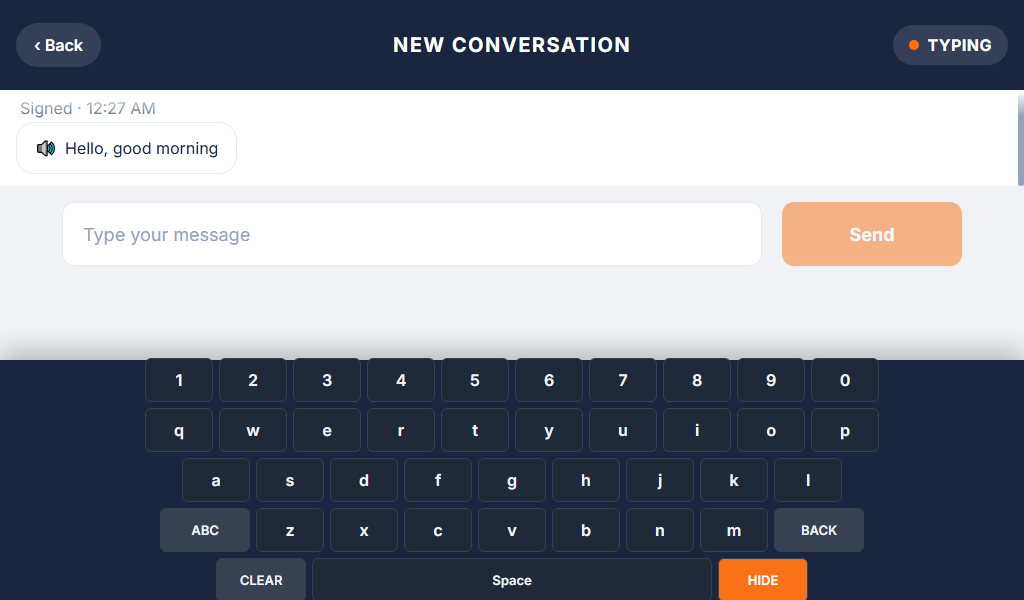 ‹ Back
NEW CONVERSATION
TYPING
Signed · 12:27 AM
Hello, good morning
Type your message
Send
1 2 3 4 5 6 7 8 9 0
q w e r t y u i o p
a s d f g h j k l
ABC z x c v b n m BACK
CLEAR Space HIDE